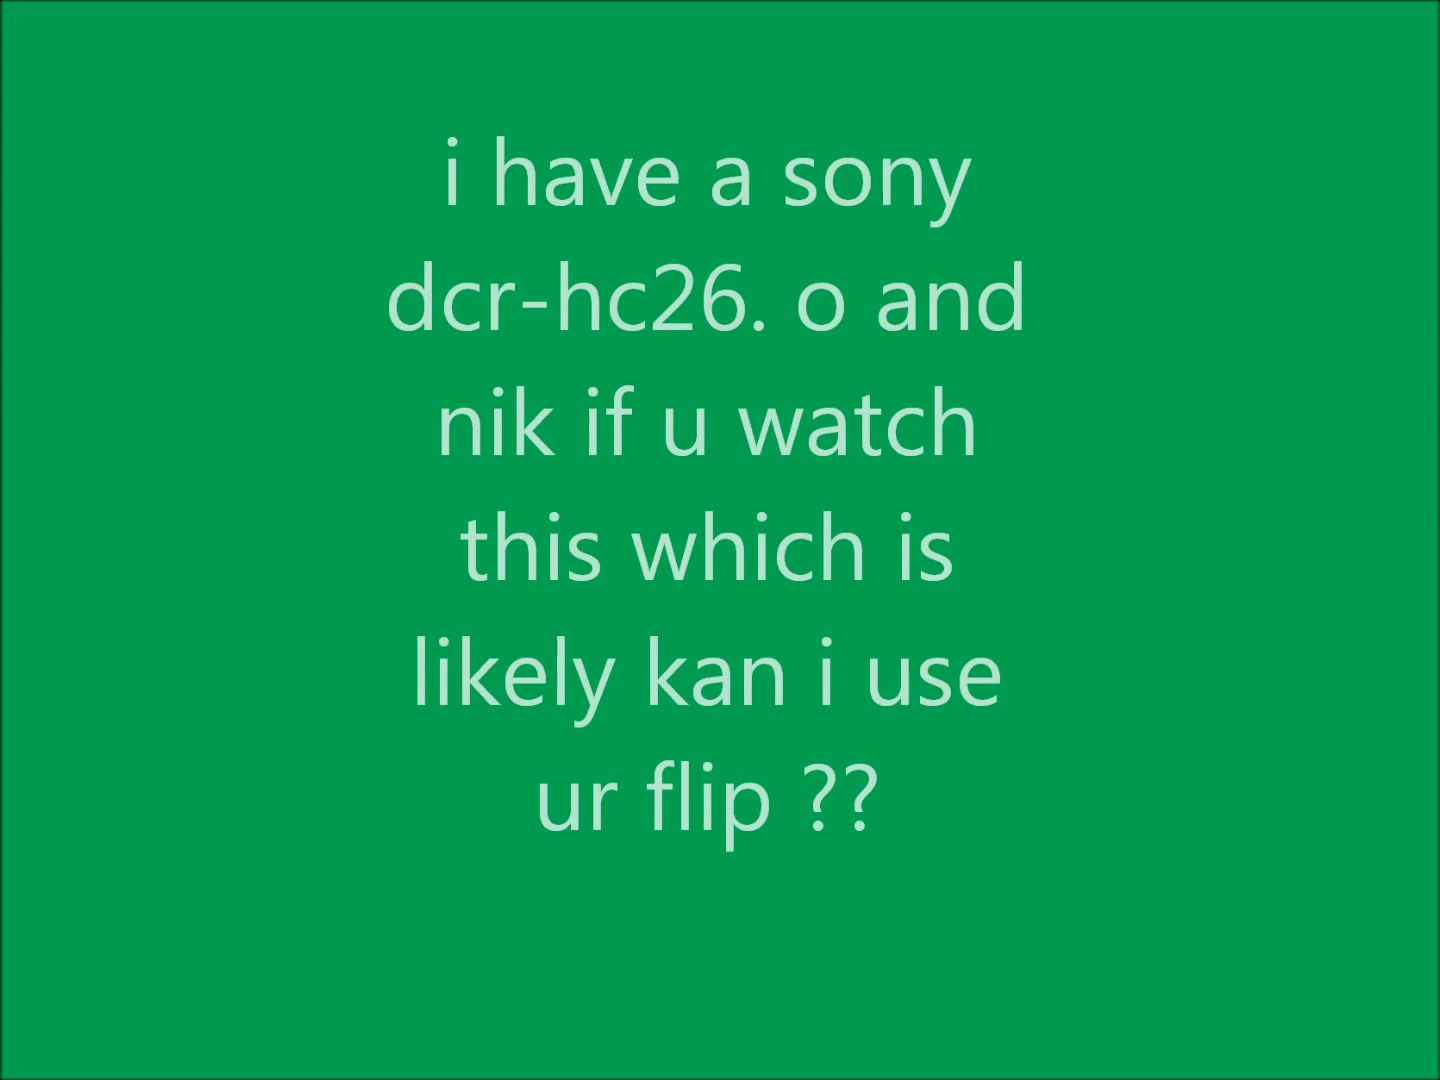 i have a sony
dcr-hc26. o and
nik if u watch
this which is
likely kan i use
ur flip ??